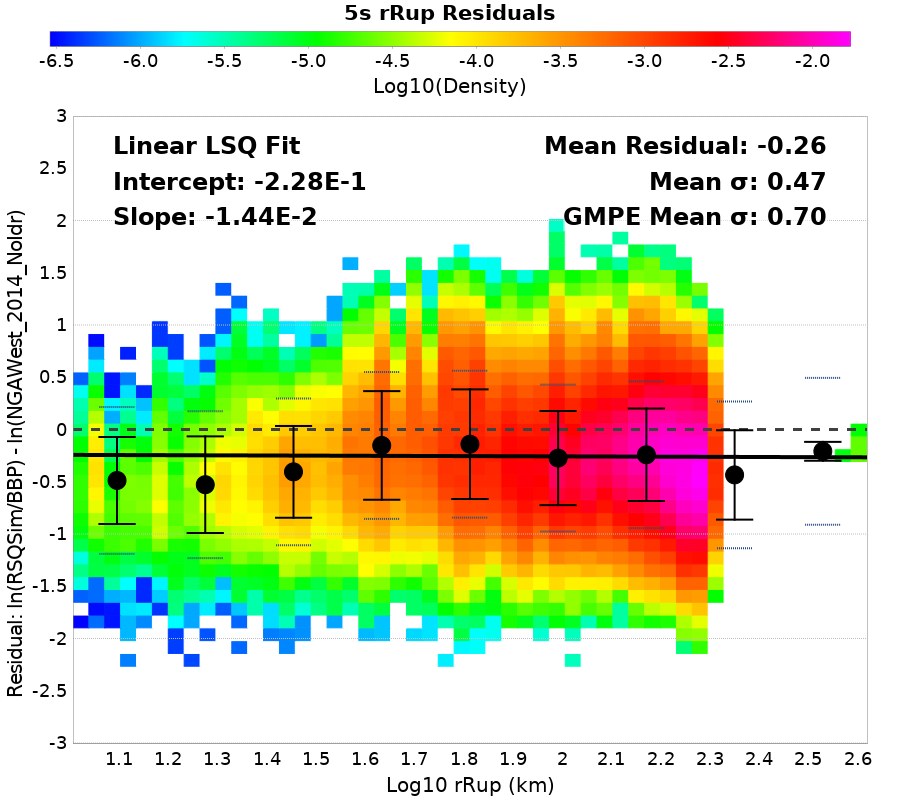 5s rRup Residuals
-6.5 -6.0 -5.5 -5.0 -4.5 -4.0 -3.5 -3.0 -2.5 -2.0
Log10(Density)
Linear LSQ Fit
Intercept: -2.28E-1
Slope: -1.44E-2
Mean Residual: -0.26
Mean σ: 0.47
GMPE Mean σ: 0.70
Residual: ln(RSQSim/BBP) - ln(NGAWest_2014_NoIdr)
3
2.5
2
1.5
1
0.5
0
-0.5
-1
-1.5
-2
-2.5
-3
1.1 1.2 1.3 1.4 1.5 1.6 1.7 1.8 1.9 2 2.1 2.2 2.3 2.4 2.5 2.6
Log10 rRup (km)